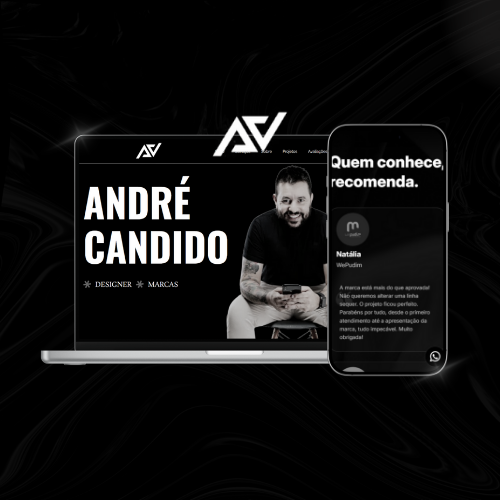 Sobre Projetos Avaliações
ANDRÉ
CANDIDO
DESIGNER
MARCAS
Quem conhece,
recomenda.
Natália
WePudim
A marca está mais do que aprovada!
Não queremos alterar uma linha
sequer. O projeto ficou perfeito.
Parabéns por tudo, desde o primeiro
atendimento até a apresentação da
marca, tudo impecável. Muito
obrigada!